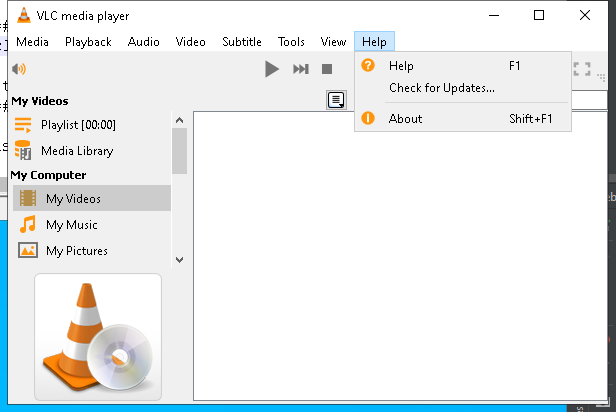 VLC media player
Media Playback Audio Video Subtitle Tools View Help
Help F1
Check for Updates...
About Shift+F1
My Videos
Playlist [00:00]
Media Library
My Computer
My Videos
My Music
My Pictures